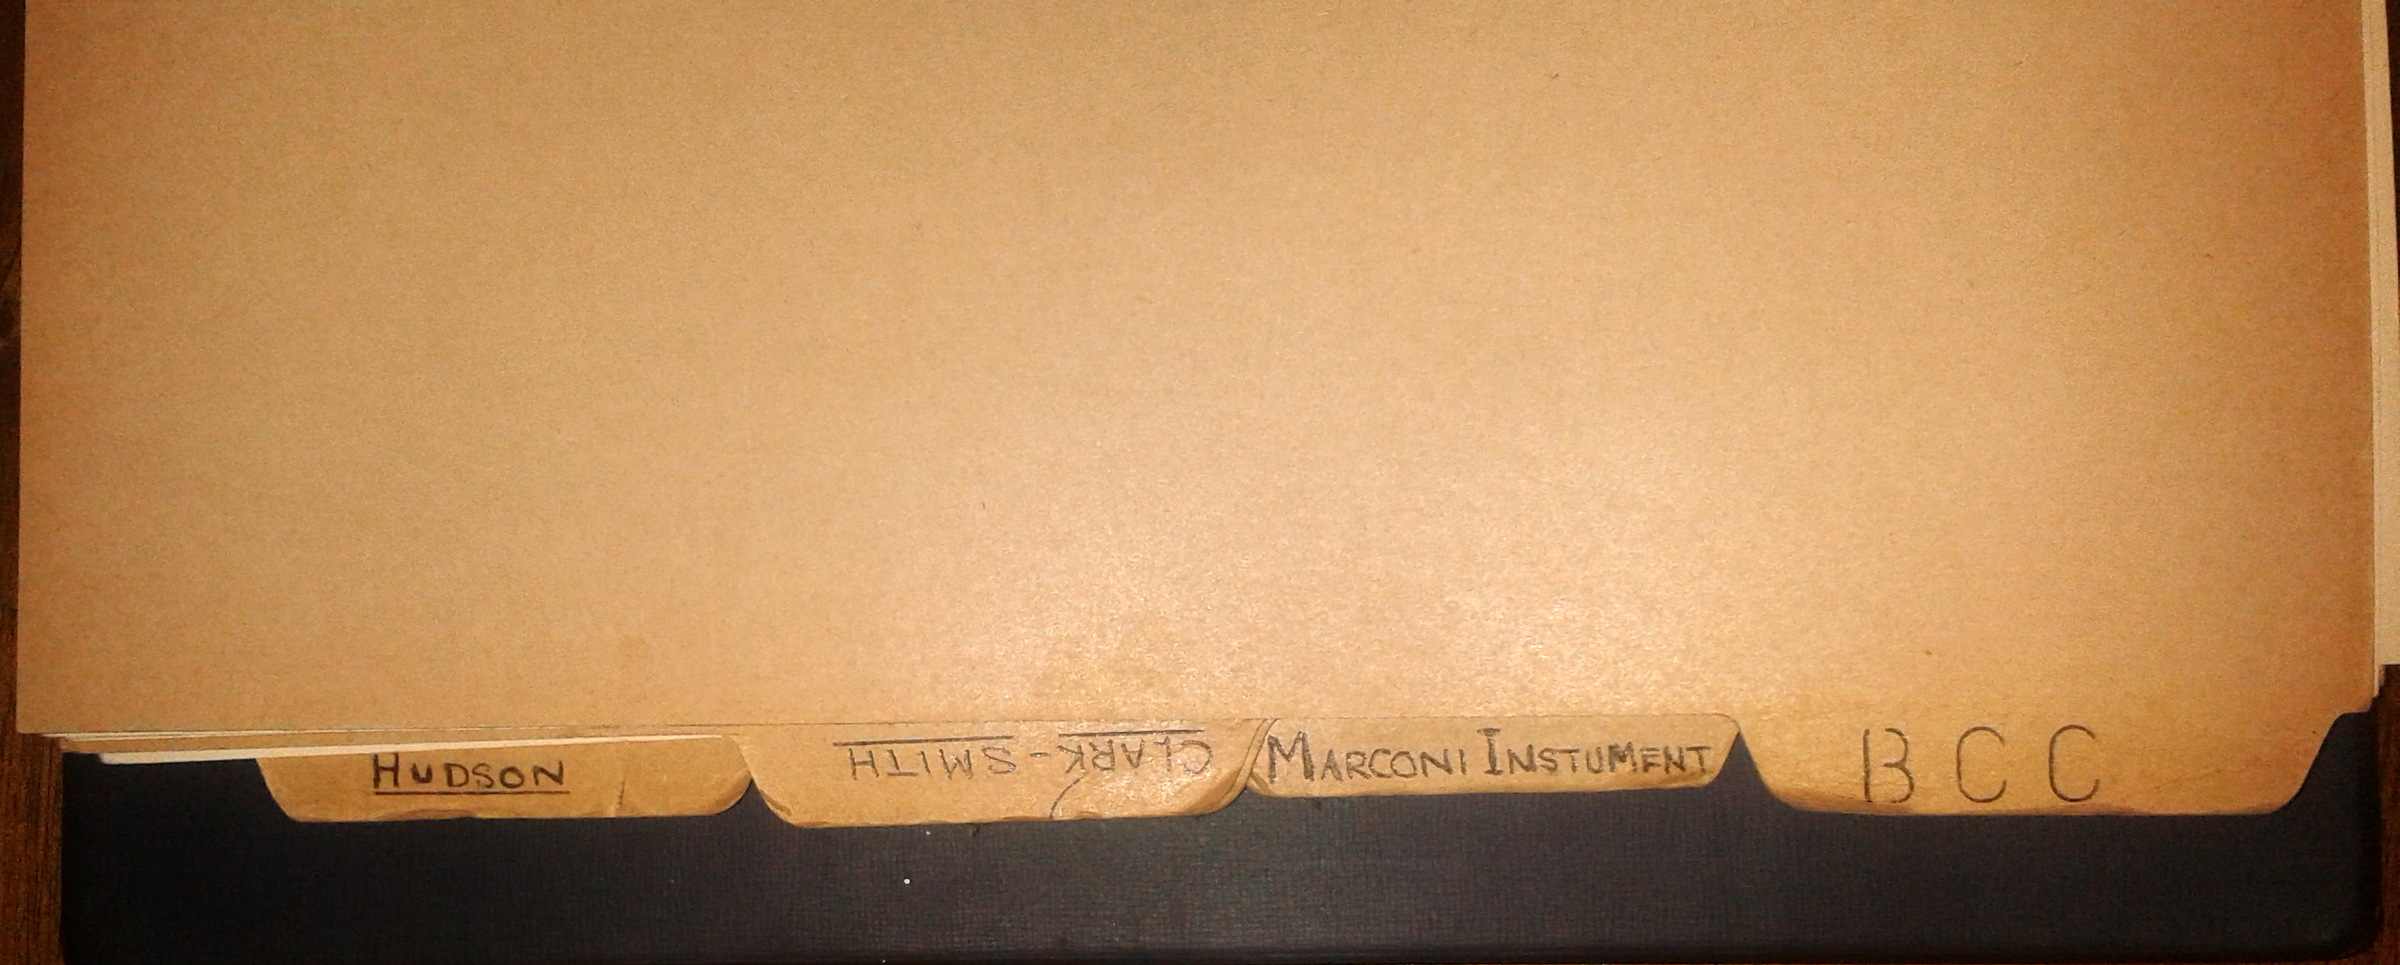 HUDSON
CLARK-SMITH
MARCONI INSTUMENT
BCC